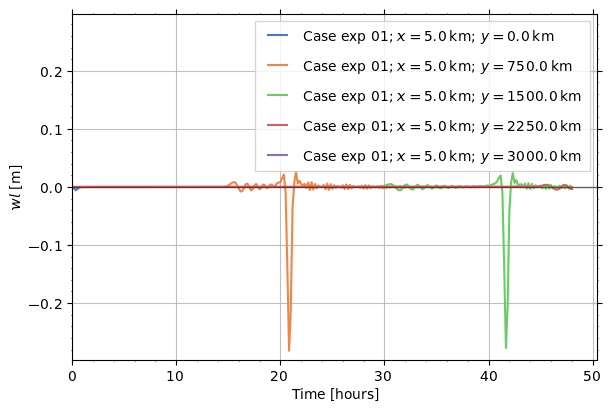 Case exp 01; x = 5.0 km; y = 0.0 km
Case exp 01; x = 5.0 km; y = 750.0 km
Case exp 01; x = 5.0 km; y = 1500.0 km
Case exp 01; x = 5.0 km; y = 2250.0 km
Case exp 01; x = 5.0 km; y = 3000.0 km
wl [m]
0.2
0.1
0.0
−0.1
−0.2
0 10 20 30 40 50
Time [hours]